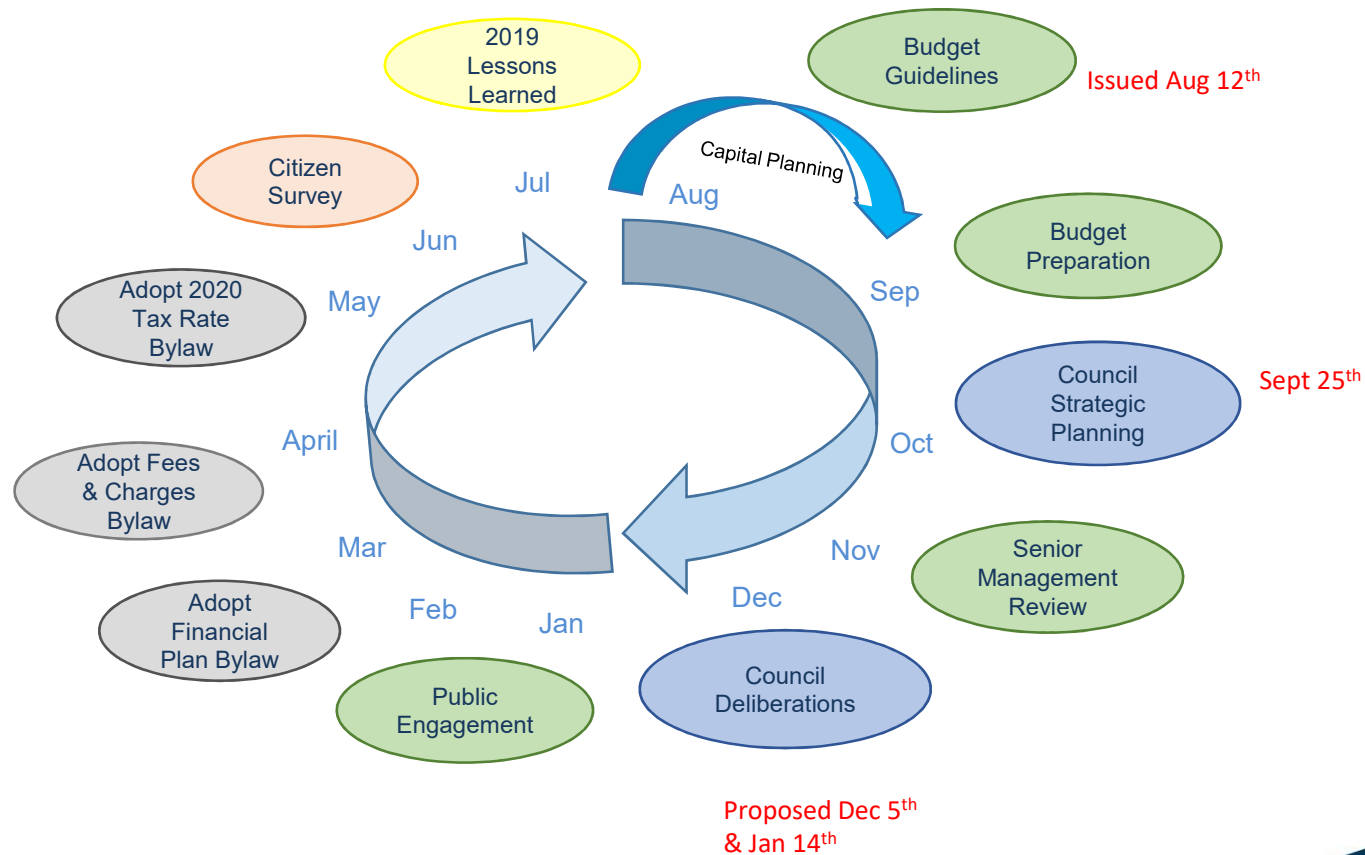 2019
Lessons
Learned
Budget
Guidelines
Issued Aug 12th
Capital Planning
Citizen
Survey
Jul
Aug
Jun
Budget
Preparation
Adopt 2020
Tax Rate
Bylaw
May
Sep
Council
Strategic
Planning
Sept 25th
April
Oct
Adopt Fees
& Charges
Bylaw
Mar
Nov
Senior
Management
Review
Adopt
Financial
Plan Bylaw
Feb
Jan
Dec
Public
Engagement
Council
Deliberations
Proposed Dec 5th
& Jan 14th